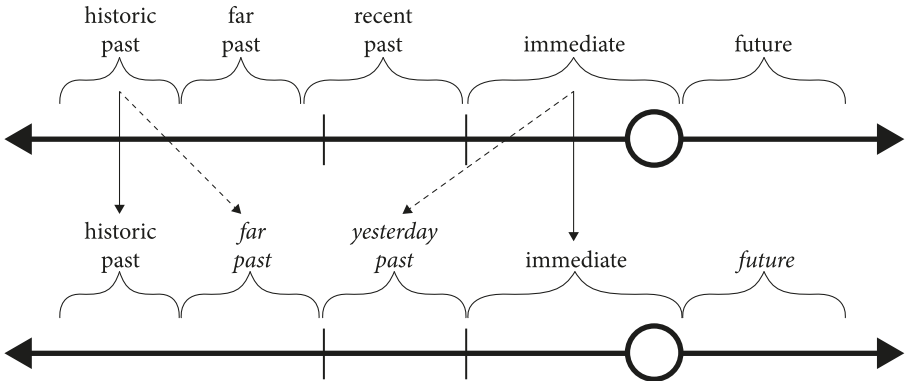 historic
past
far
past
recent
past
immediate
future
historic
past
far
past
yesterday
past
immediate
future